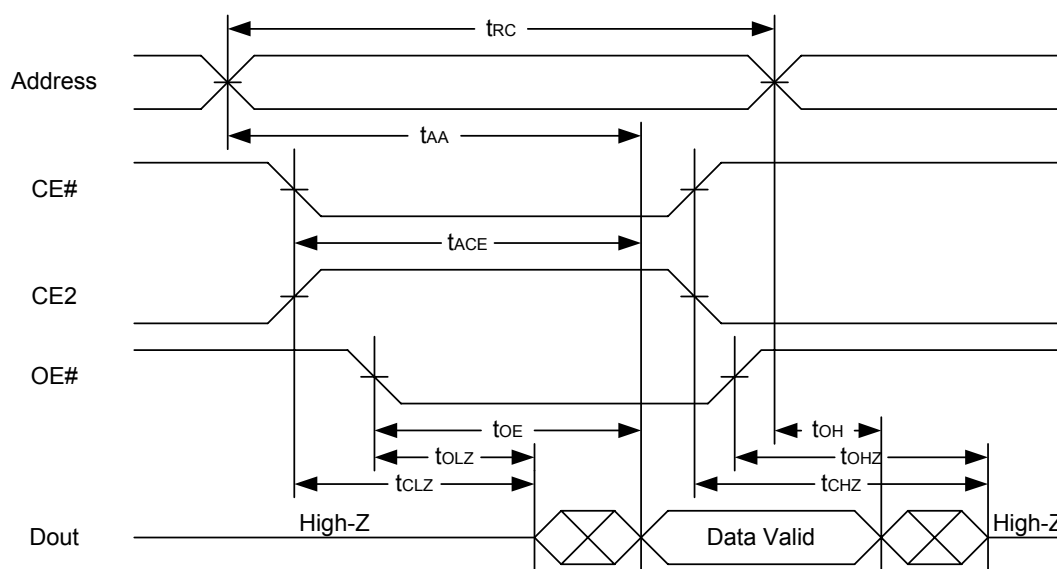 tRC
Address
tAA
CE#
tACE
CE2
OE#
tOE
tOH
tOLZ
tOHZ
tCLZ
tCHZ
High-Z
Data Valid
High-Z
Dout